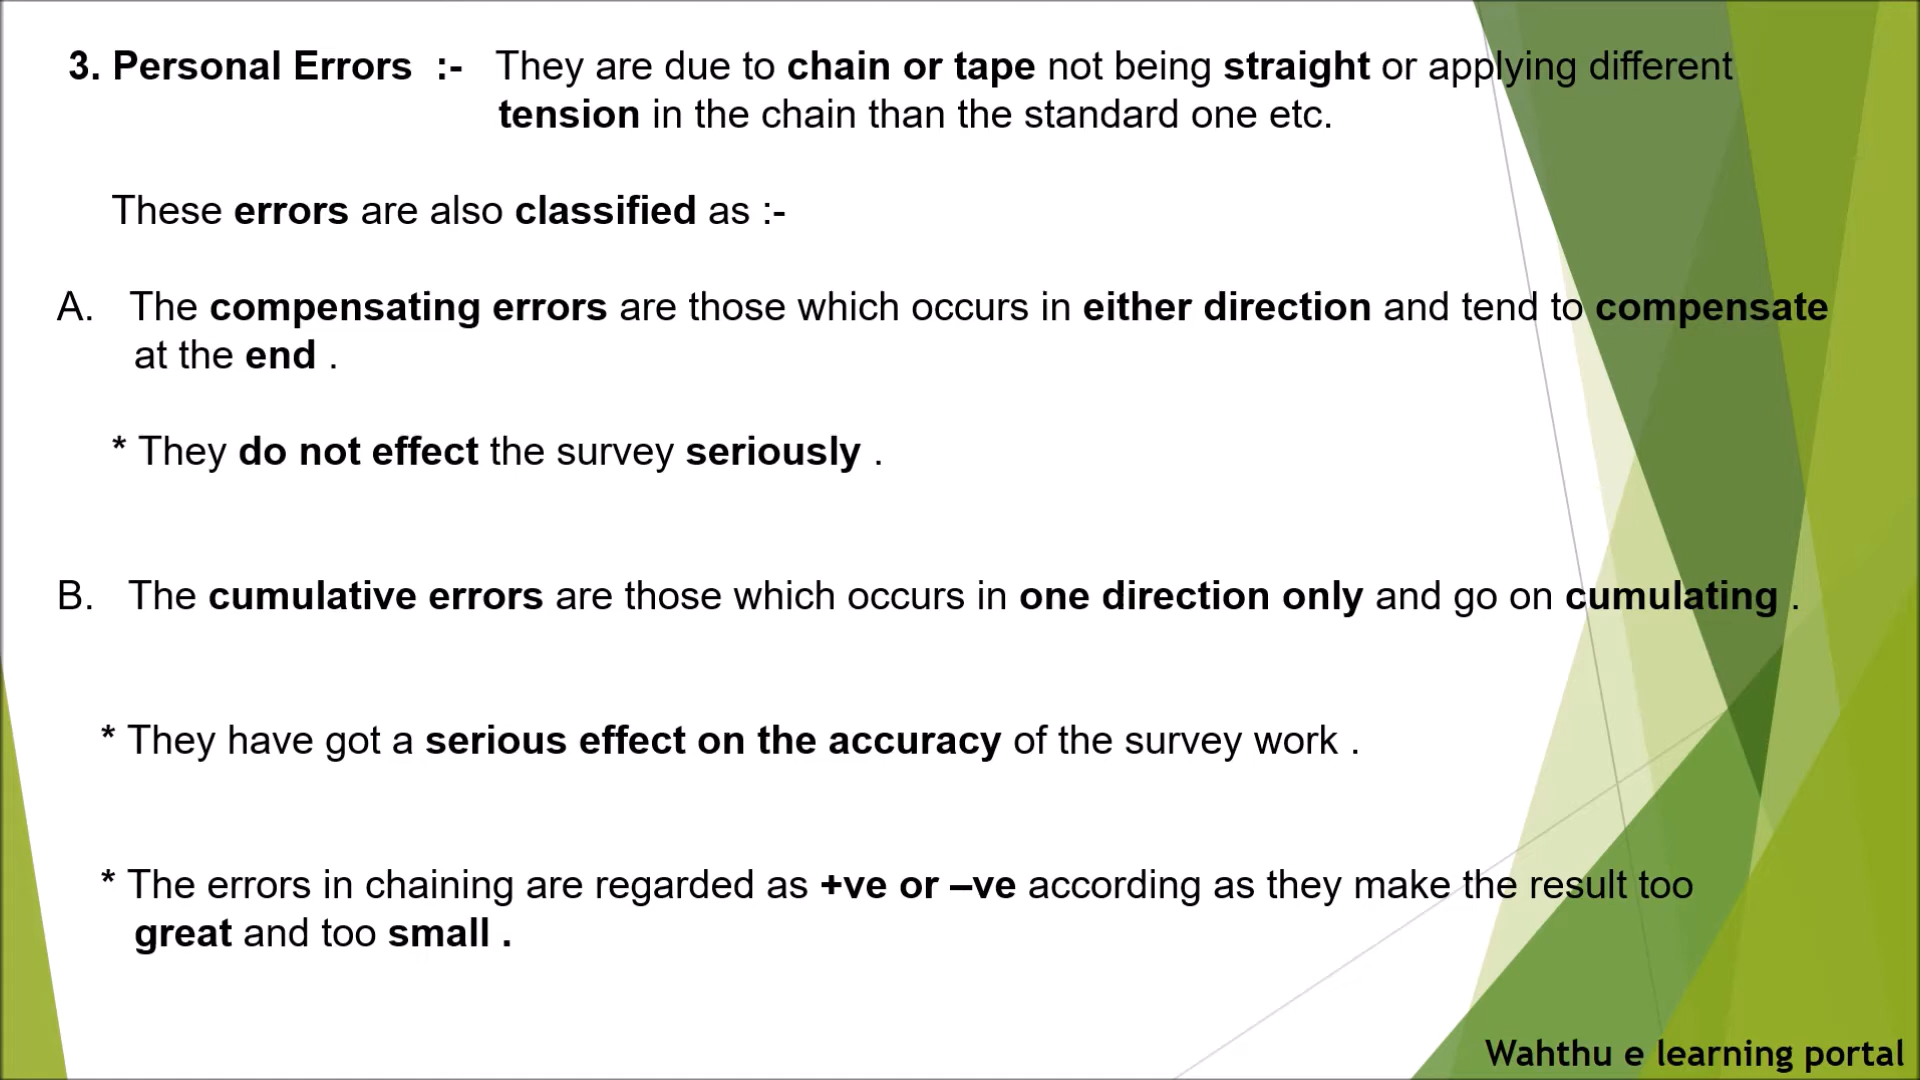 3. Personal Errors :- They are due to chain or tape not being straight or applying different
tension in the chain than the standard one etc.
These errors are also classified as :-
A. The compensating errors are those which occurs in either direction and tend to compensate
at the end .
* They do not effect the survey seriously .
B. The cumulative errors are those which occurs in one direction only and go on cumulating .
* They have got a serious effect on the accuracy of the survey work .
* The errors in chaining are regarded as +ve or –ve according as they make the result too
great and too small .
Wahthu e learning portal